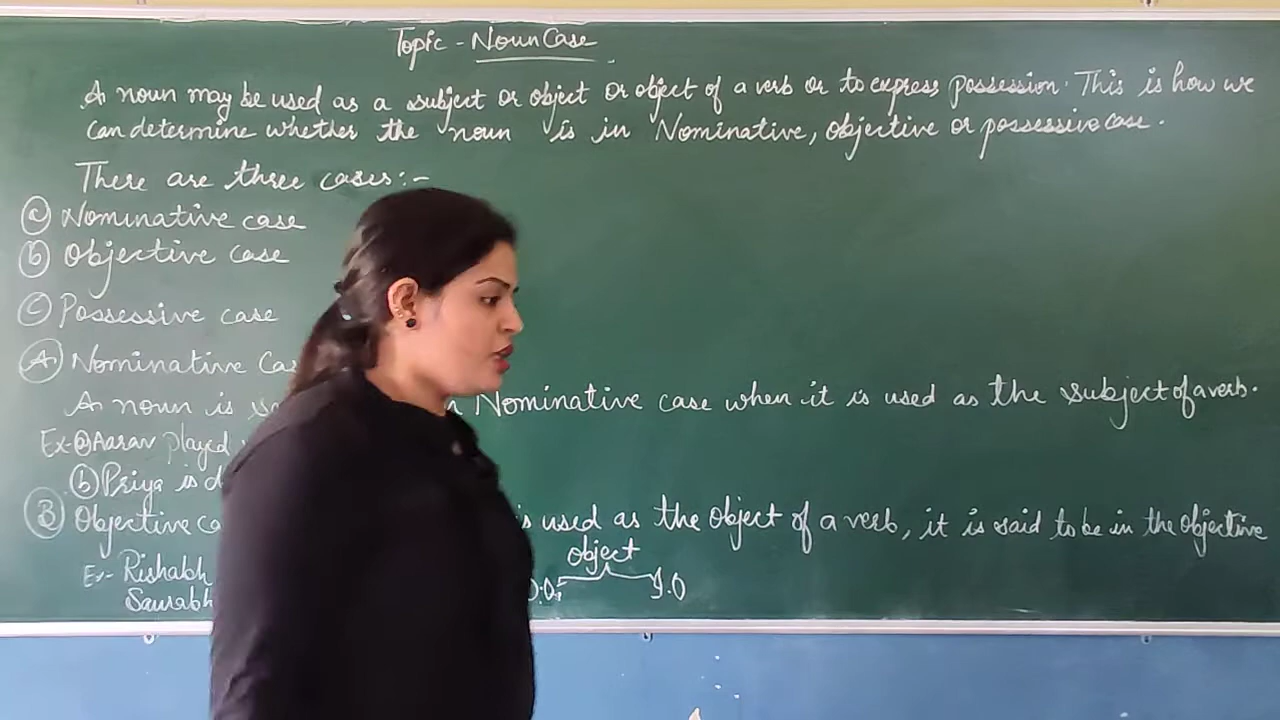 Topic - Noun Case
A noun may be used as a subject or object or object of a verb or to express possession. This is how we
can determine whether the noun is in Nominative, objective or possessive case.
There are three cases:-
(a) Nominative case
(b) Objective case
(c) Possessive case
(A) Nominative Cas
A noun is Nominative case when it is used as the subject of a verb.
Ex- (a) Aarav played
(b) Priya is d
(B) Objective ca is used as the object of a verb, it is said to be in the objective
object
Ex- Rishabh
Saurabh D.O. I.O